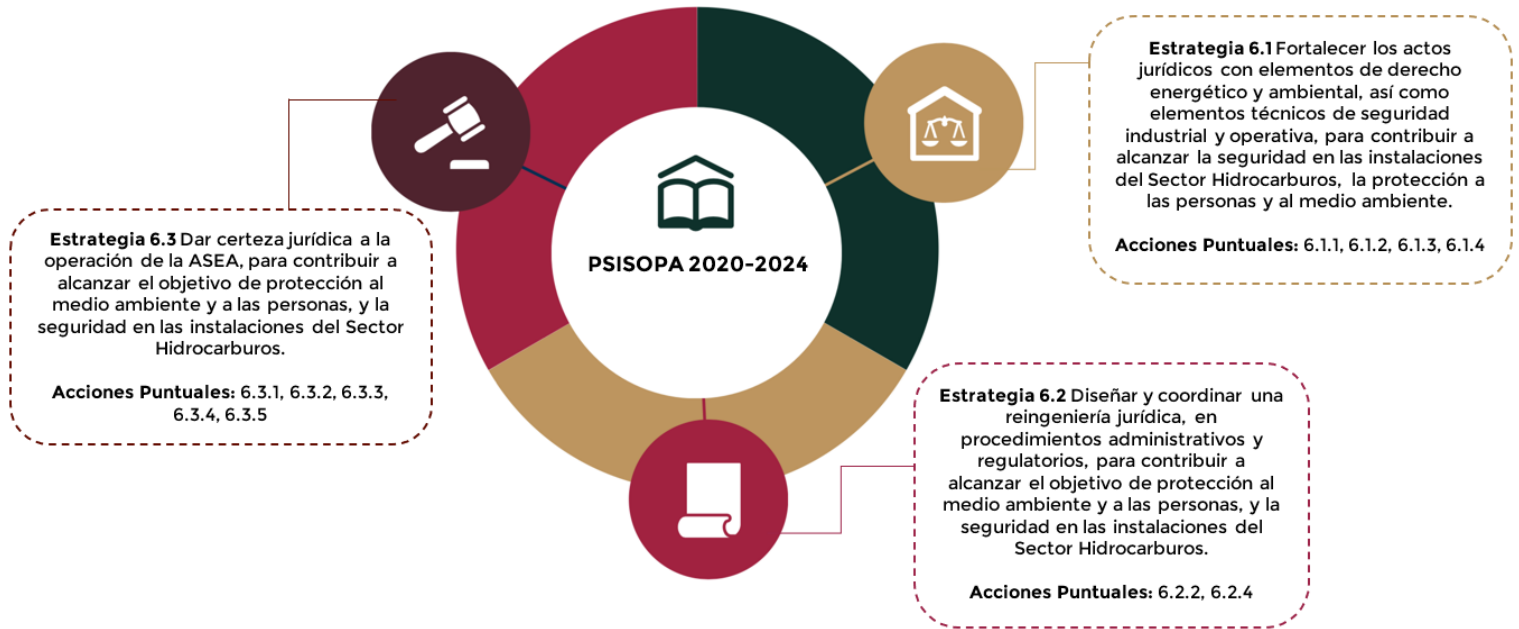 PSISOPA 2020-2024
Estrategia 6.1 Fortalecer los actos
jurídicos con elementos de derecho
energético y ambiental, así como
elementos técnicos de seguridad
industrial y operativa, para contribuir a
alcanzar la seguridad en las instalaciones
del Sector Hidrocarburos, la protección a
las personas y al medio ambiente.
Acciones Puntuales: 6.1.1, 6.1.2, 6.1.3, 6.1.4
Estrategia 6.2 Diseñar y coordinar una
reingeniería jurídica, en
procedimientos administrativos y
regulatorios, para contribuir a
alcanzar el objetivo de protección al
medio ambiente y a las personas, y la
seguridad en las instalaciones del
Sector Hidrocarburos.
Acciones Puntuales: 6.2.2, 6.2.4
Estrategia 6.3 Dar certeza jurídica a la
operación de la ASEA, para contribuir a
alcanzar el objetivo de protección al
medio ambiente y a las personas, y la
seguridad en las instalaciones del Sector
Hidrocarburos.
Acciones Puntuales: 6.3.1, 6.3.2, 6.3.3,
6.3.4, 6.3.5